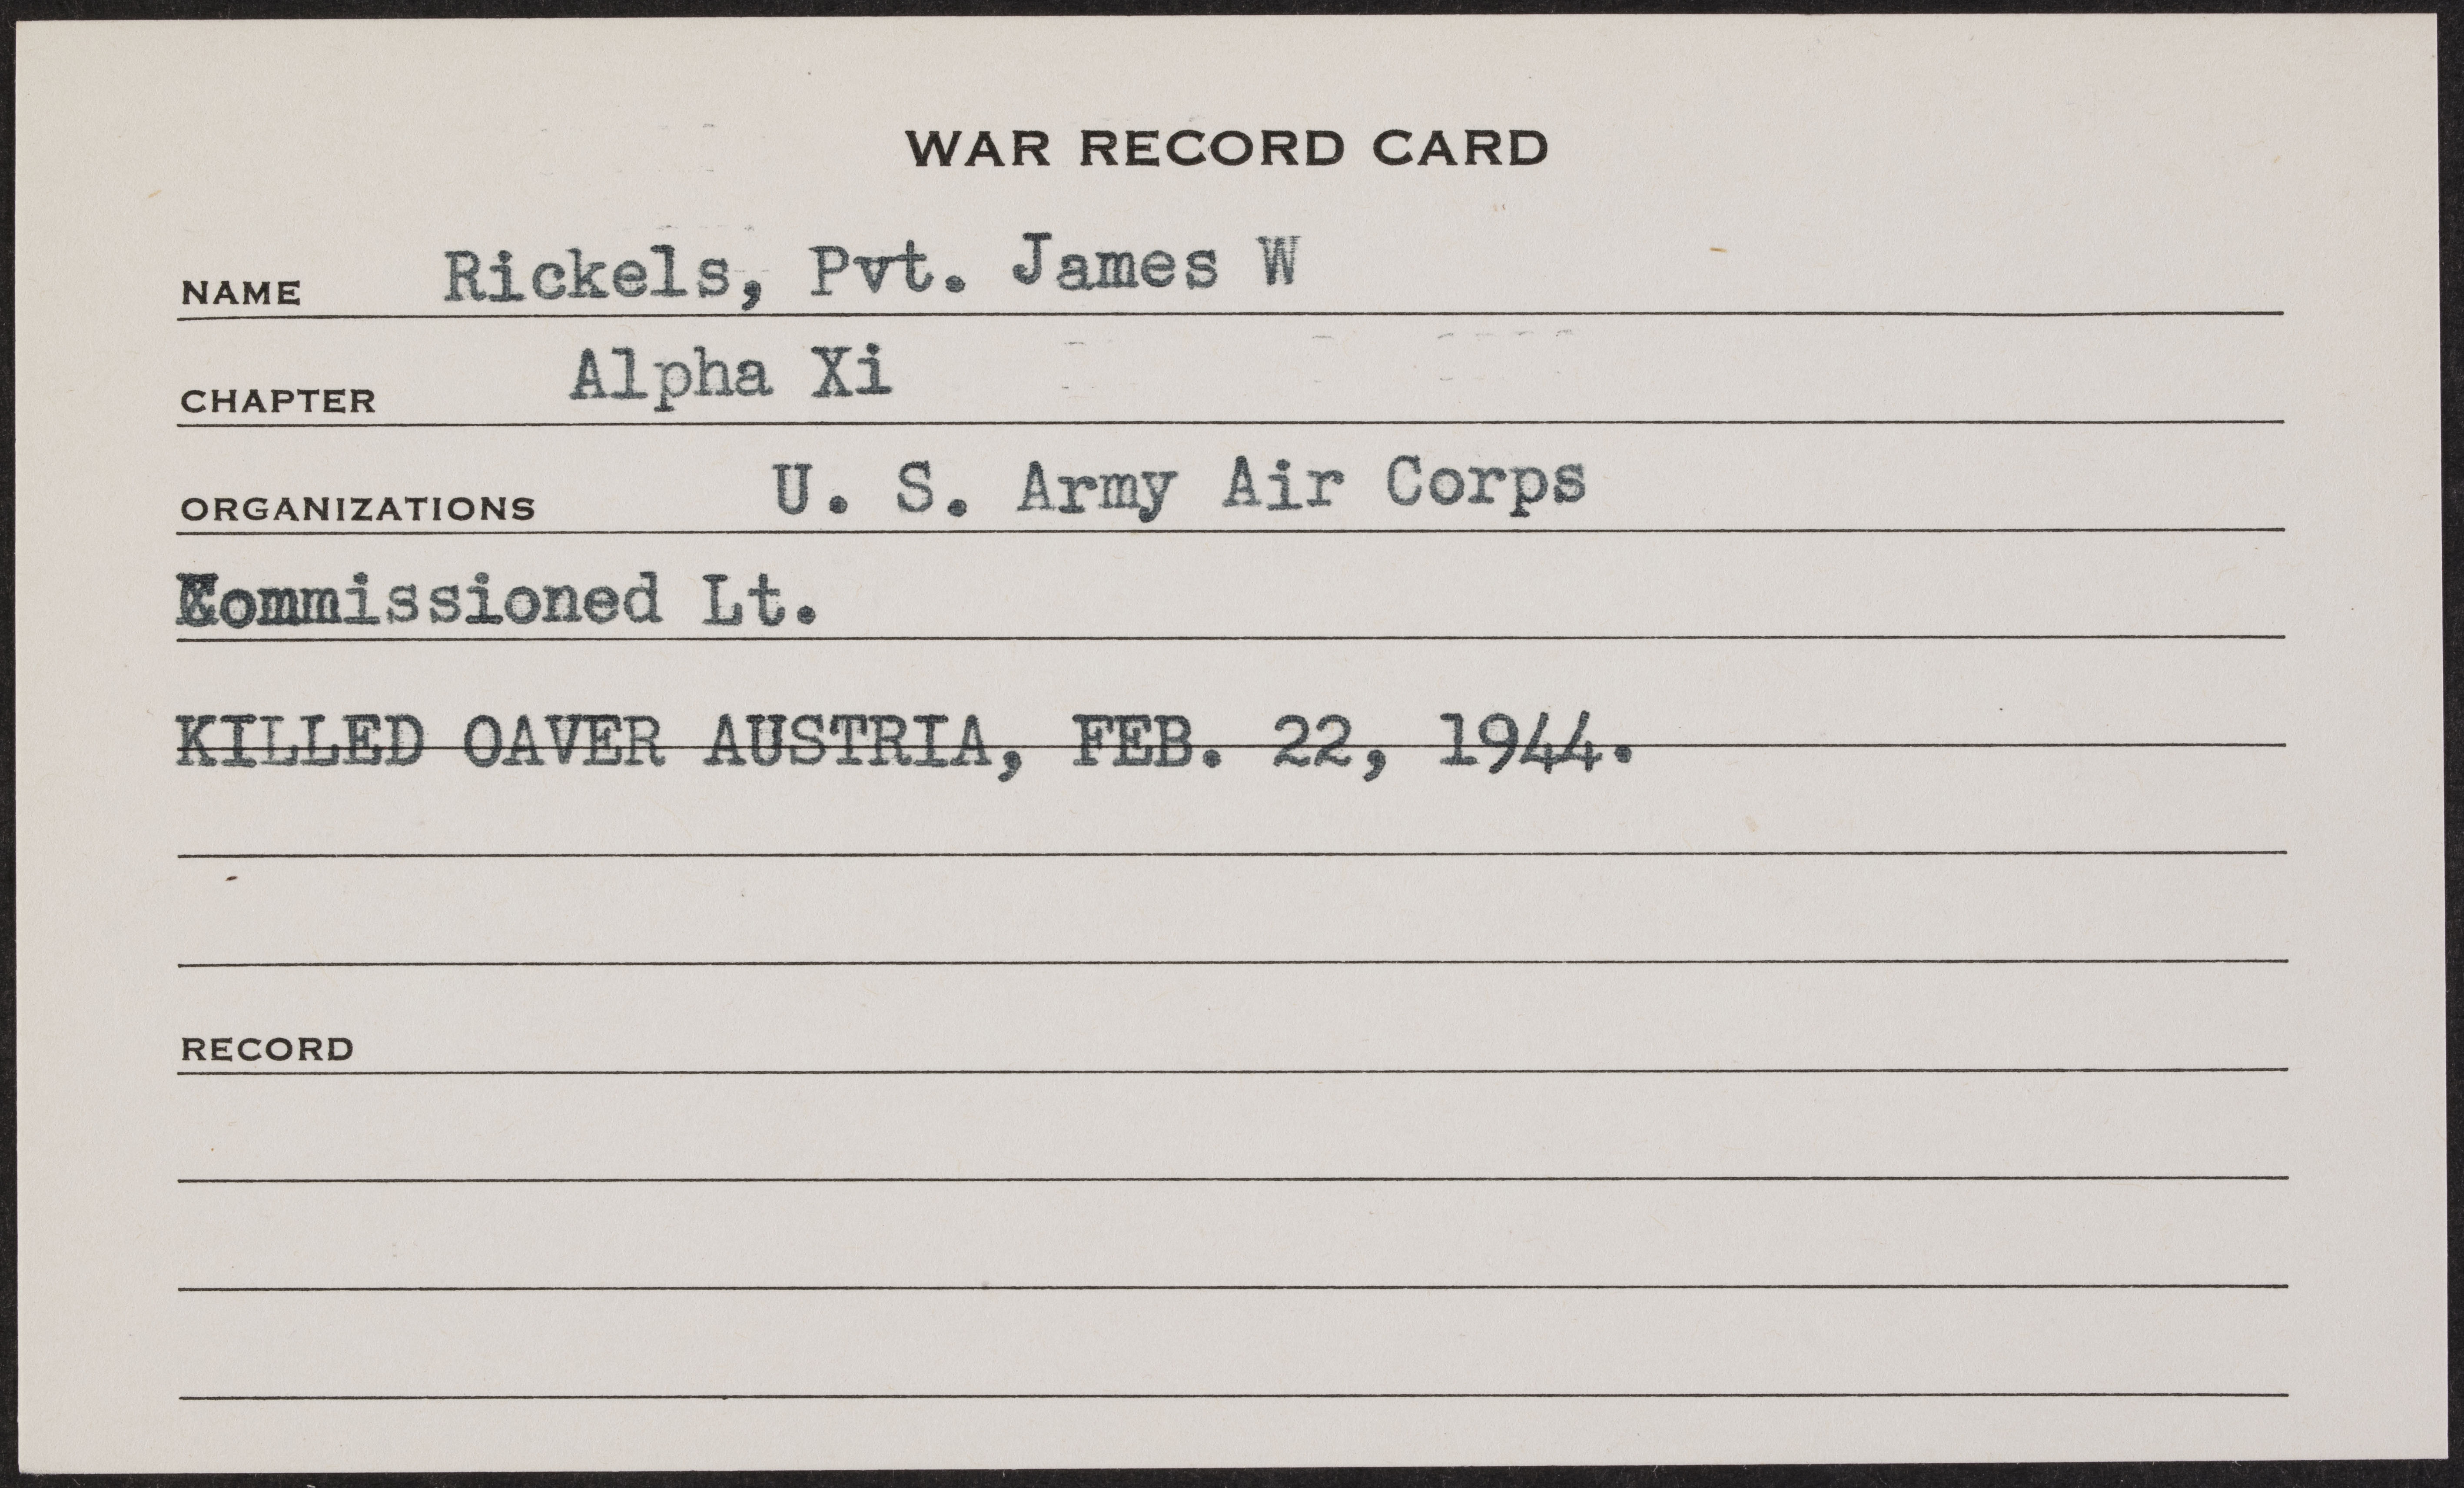 WAR RECORD CARD
NAME Rickels, Pvt. James W
CHAPTER Alpha Xi
ORGANIZATIONS U. S. Army Air Corps
Commissioned Lt.
KILLED OAVER AUSTRIA, FEB. 22, 1944.
RECORD